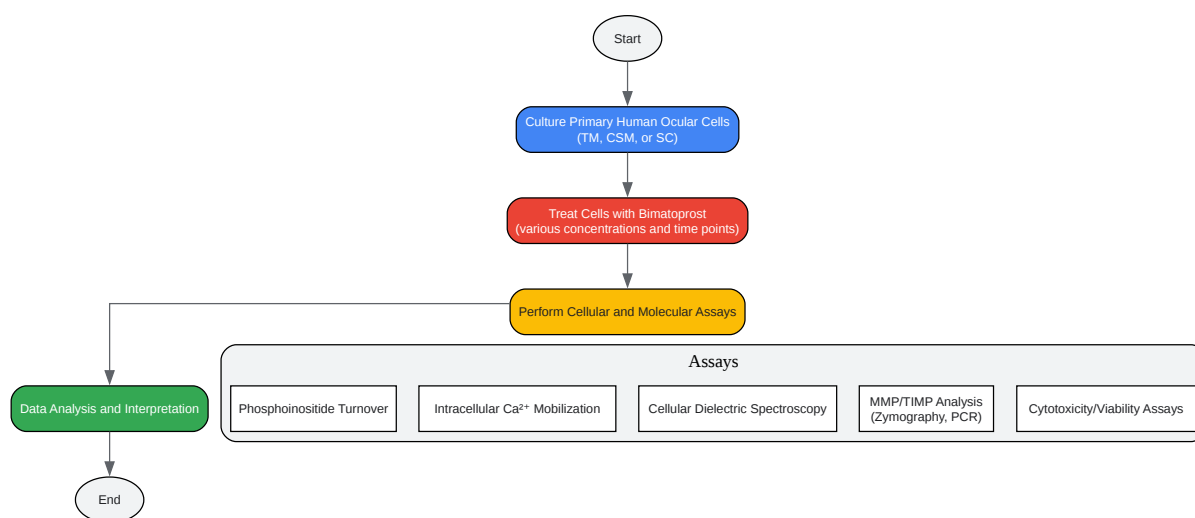 Start
Culture Primary Human Ocular Cells
(TM, CSM, or SC)
Treat Cells with Bimatoprost
(various concentrations and time points)
Perform Cellular and Molecular Assays
Assays
Data Analysis and Interpretation
Phosphoinositide Turnover
Intracellular Ca²⁺ Mobilization
Cellular Dielectric Spectroscopy
MMP/TIMP Analysis
(Zymography, PCR)
Cytotoxicity/Viability Assays
End